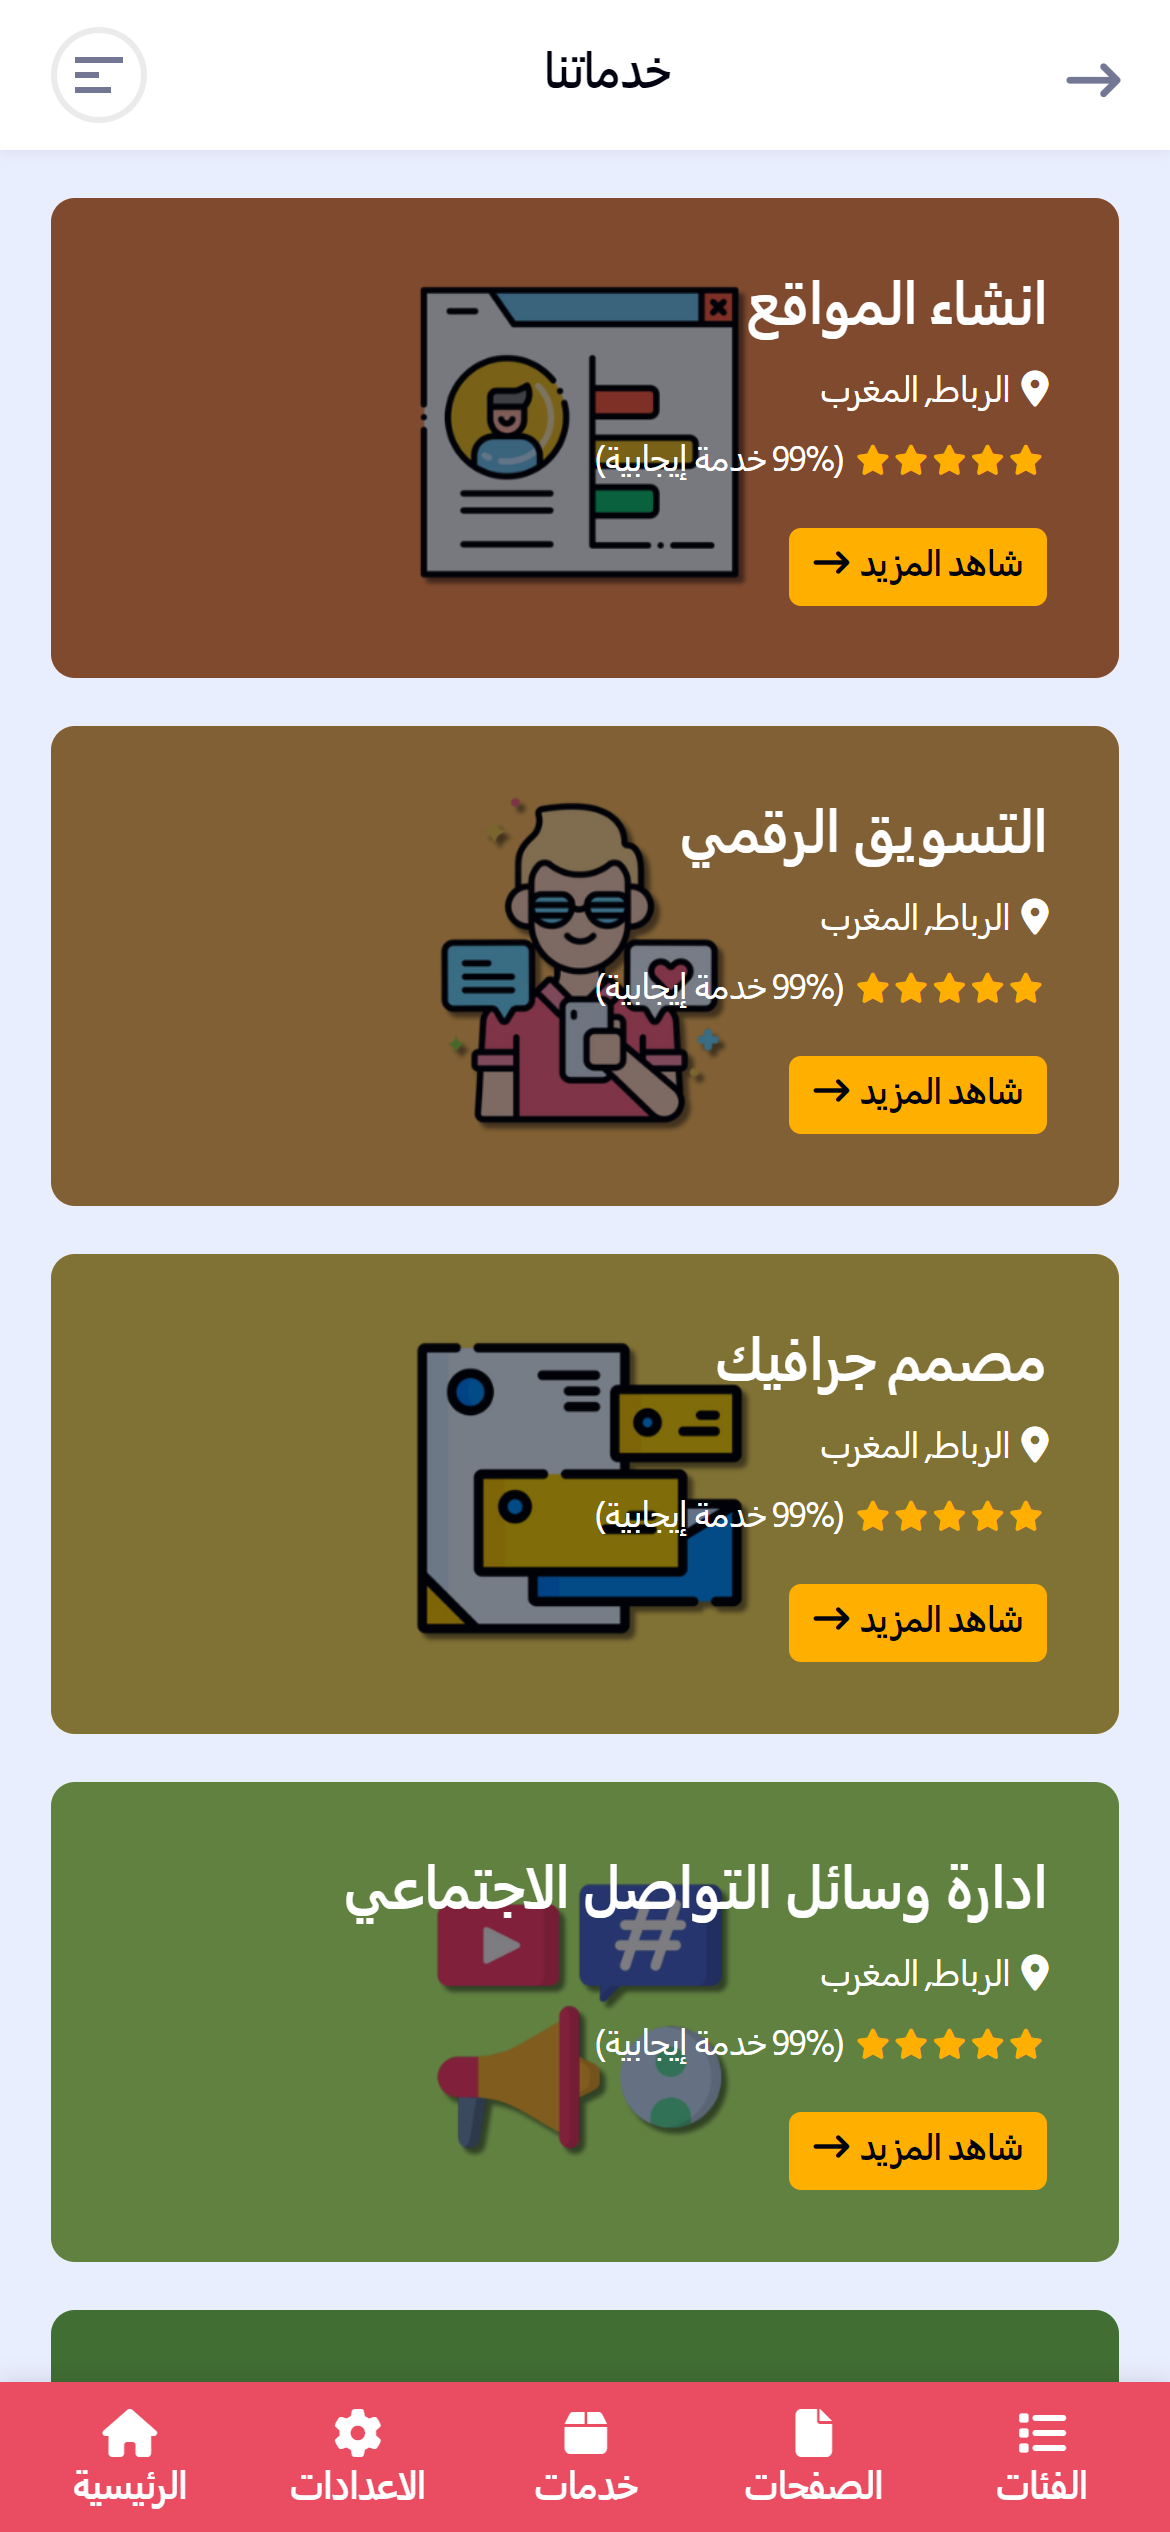 خدماتنا
انشاء المواقع
الرباط, المغرب
(99% خدمة إيجابية)
شاهد المزيد
التسويق الرقمي
الرباط, المغرب
(99% خدمة إيجابية)
شاهد المزيد
مصمم جرافيك
الرباط, المغرب
(99% خدمة إيجابية)
شاهد المزيد
ادارة وسائل التواصل الاجتماعي
#
الرباط, المغرب
(99% خدمة إيجابية)
شاهد المزيد
الفئات الصفحات خدمات الاعدادات الرئيسية